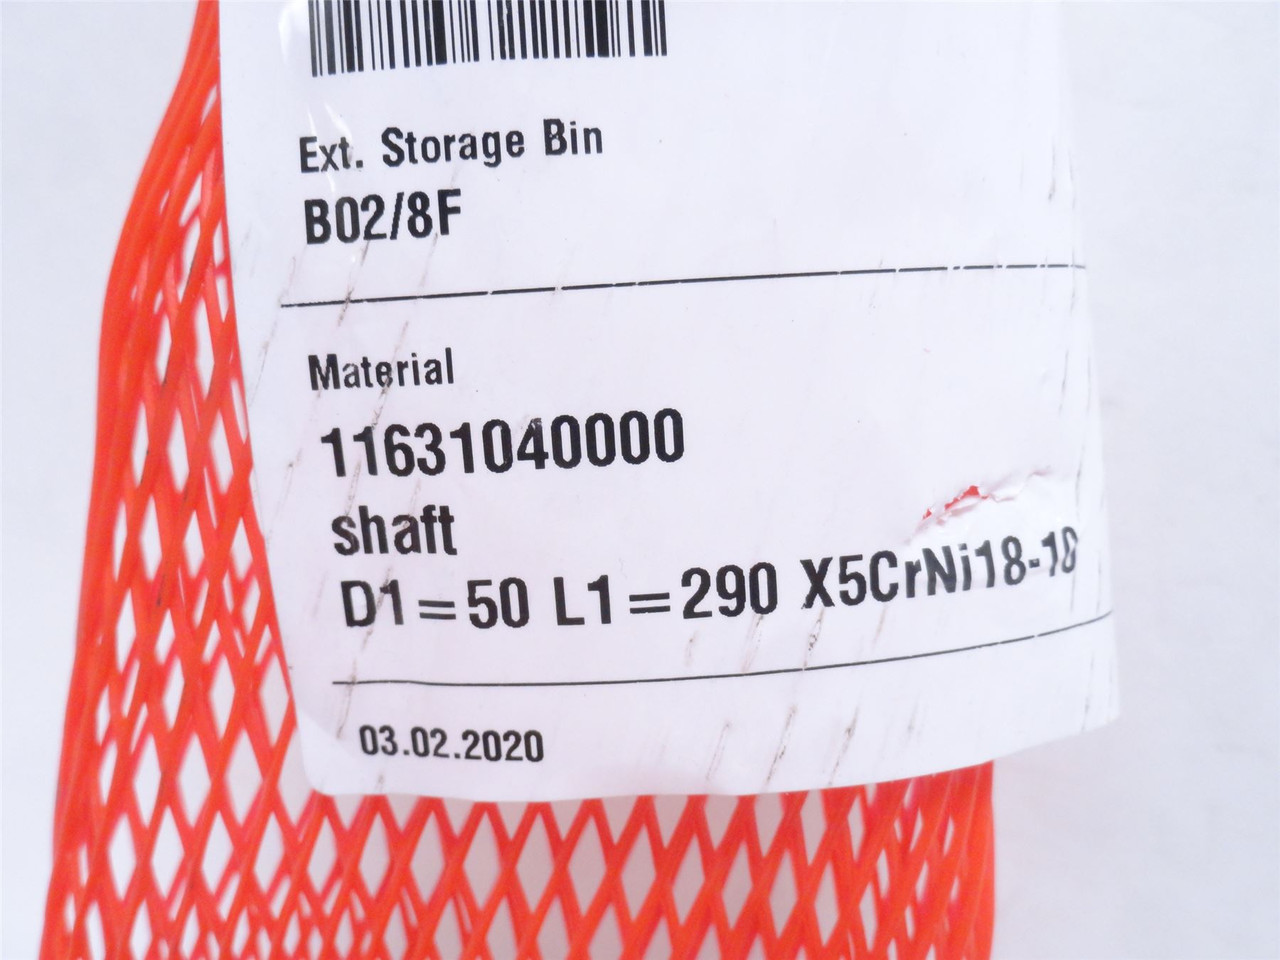 Ext. Storage Bin
B02/8F
Material
11631040000
shaft
D1=50 L1=290 X5CrNi18-10
03.02.2020